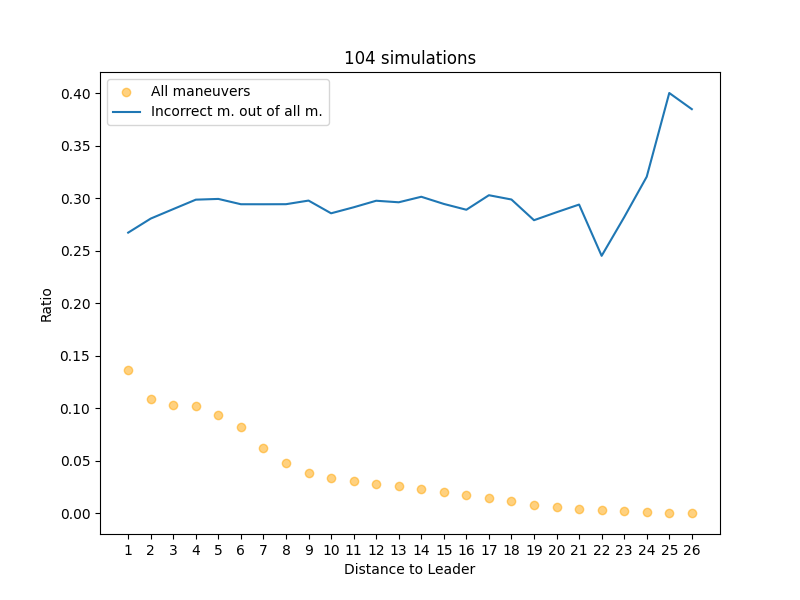 104 simulations
All maneuvers
Incorrect m. out of all m.
0.40
0.35
0.30
0.25
0.20
0.15
0.10
0.05
0.00
Ratio
1 2 3 4 5 6 7 8 9 10 11 12 13 14 15 16 17 18 19 20 21 22 23 24 25 26
Distance to Leader